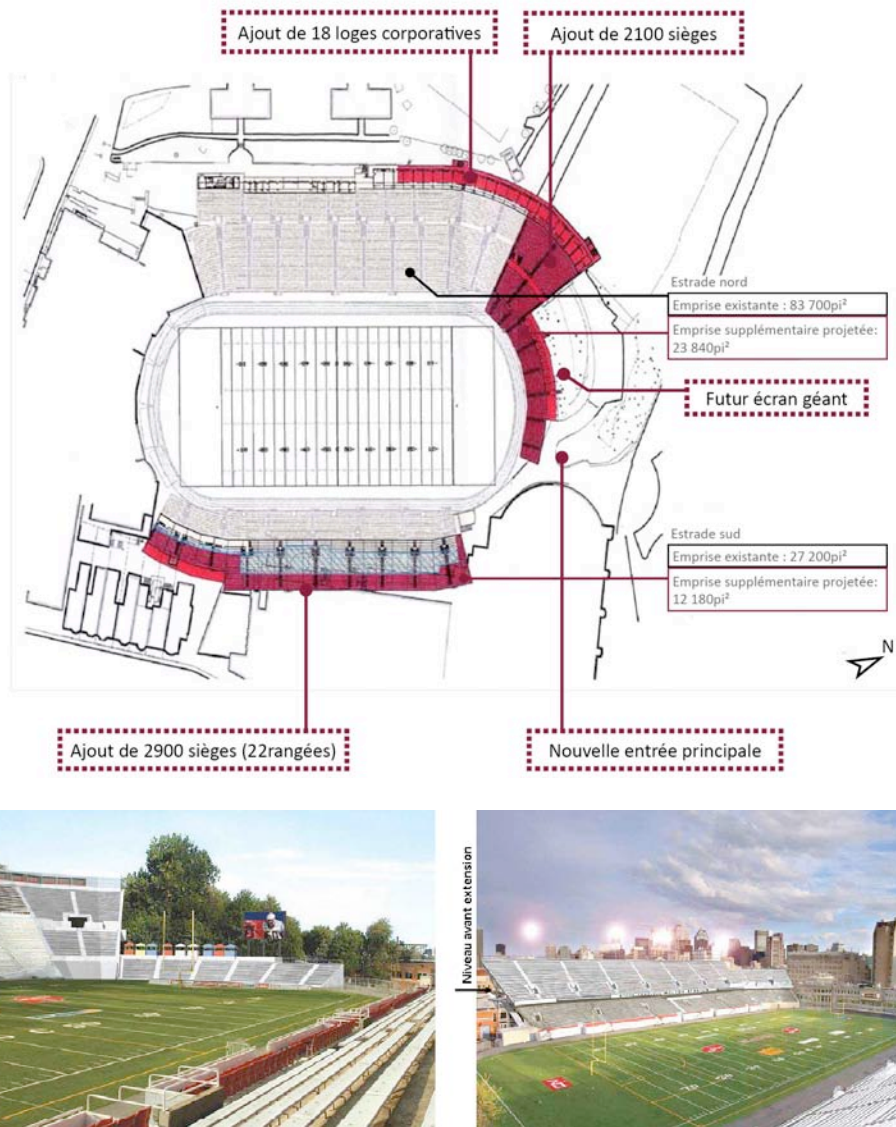 Ajout de 18 loges corporatives
Ajout de 2100 sièges
Estrade nord
Emprise existante : 83 700pi²
Emprise supplémentaire projetée:
23 840pi²
Futur écran géant
Estrade sud
Emprise existante : 27 200pi²
Emprise supplémentaire projetée:
12 180pi²
N
Ajout de 2900 sièges (22rangées)
Nouvelle entrée principale
Niveau avant extension